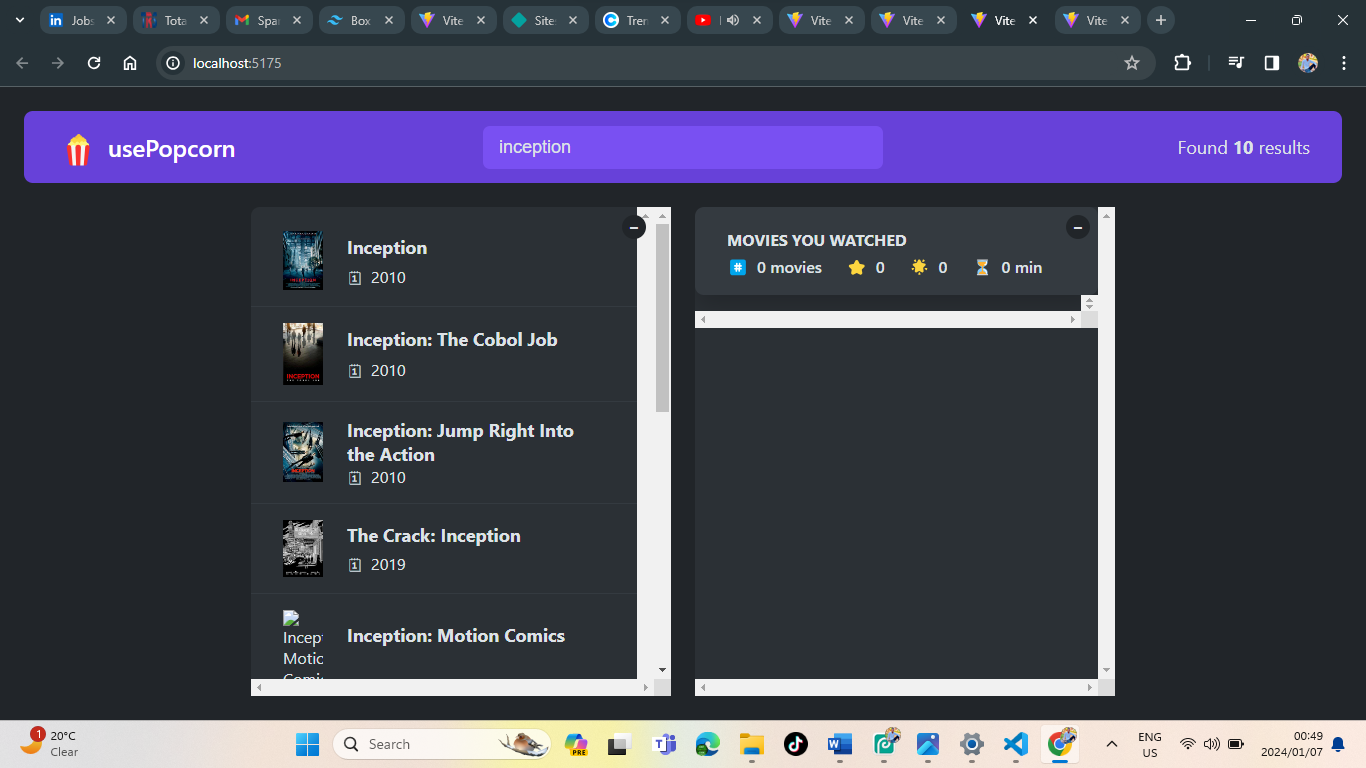 Jobs
Tota
Spar
Box
Vite
Site
Tren
Vite
Vite
Vite
Vite
localhost:5175
usePopcorn
inception
Found 10 results
Inception
2010
Inception: The Cobol Job
2010
Inception: Jump Right Into
the Action
2010
The Crack: Inception
2019
Incep
Motic
Comi
Inception: Motion Comics
MOVIES YOU WATCHED
0 movies
0
0
0 min
1
20°C
Clear
Search
PRE
ENG
US
00:49
2024/01/07